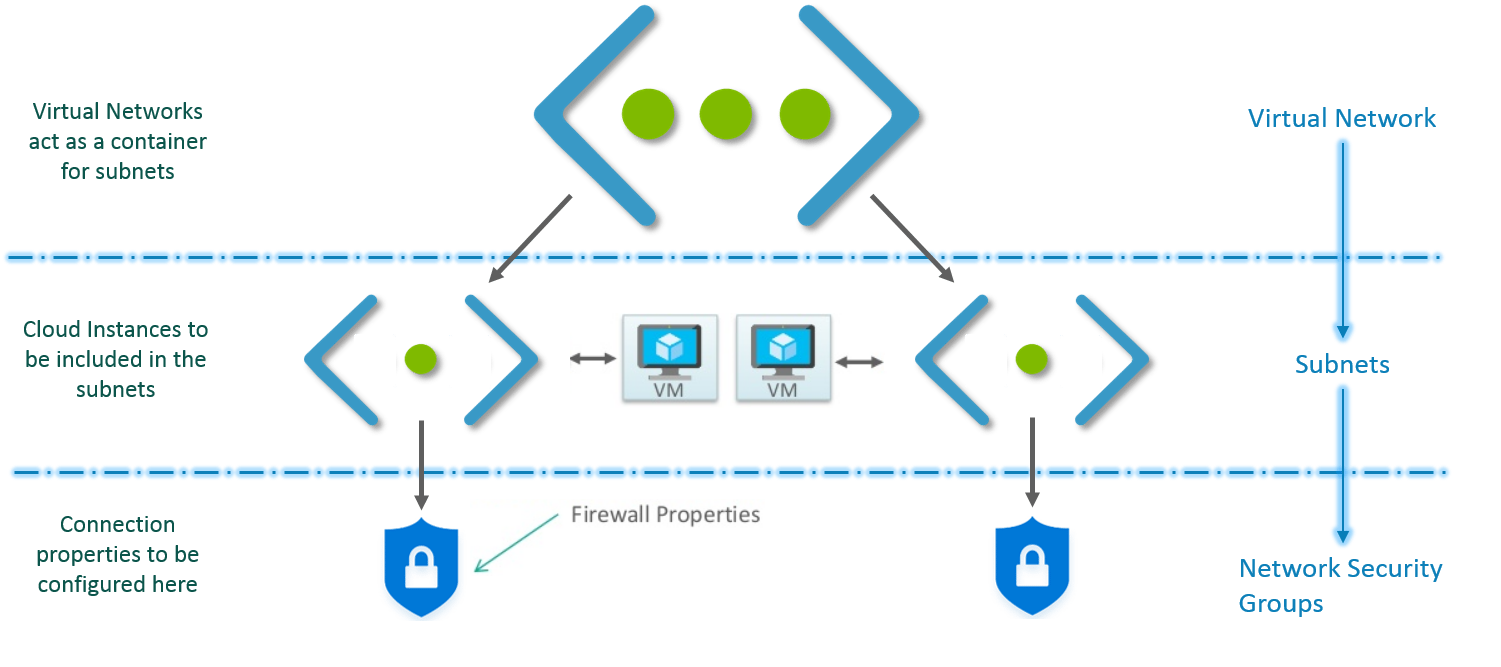 Virtual Networks
act as a container
for subnets
Virtual Network
Cloud Instances to
be included in the
subnets
VM
VM
Subnets
Connection
properties to be
configured here
Firewall Properties
Network Security
Groups